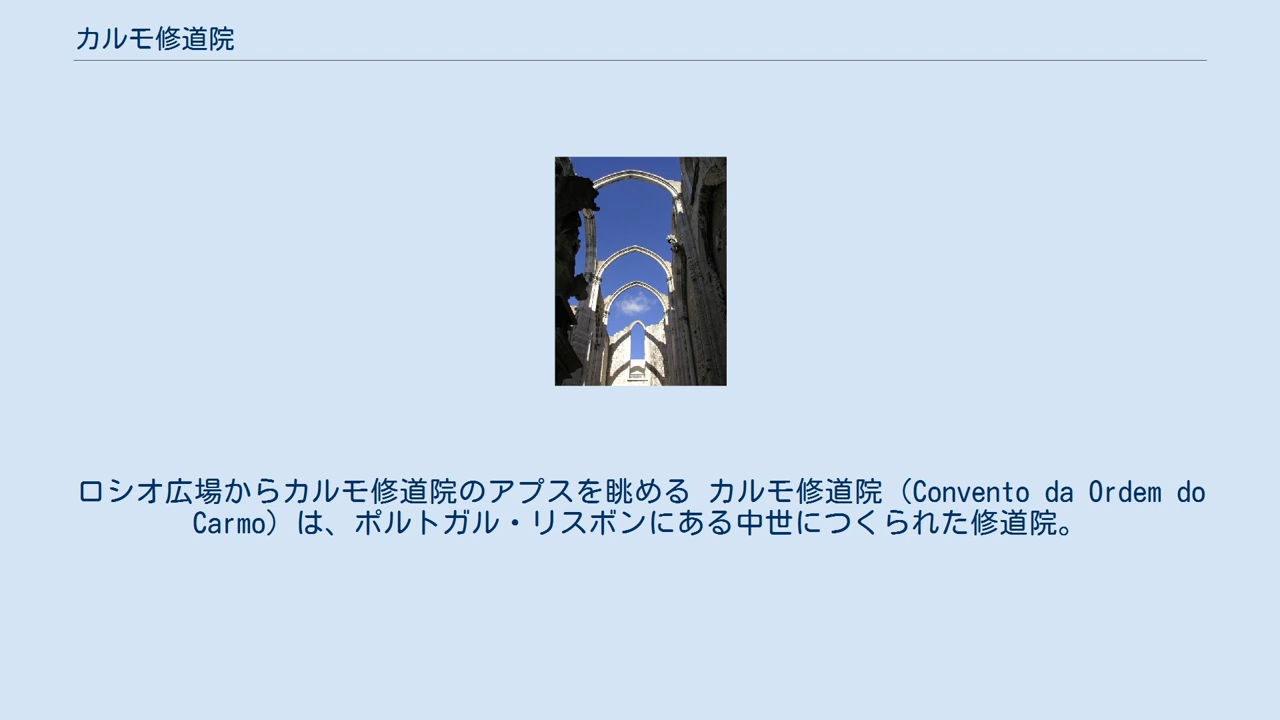 カルモ修道院
ロシオ広場からカルモ修道院のアプスを眺める カルモ修道院（Convento da Ordem do
Carmo）は、ポルトガル・リスボンにある中世につくられた修道院。